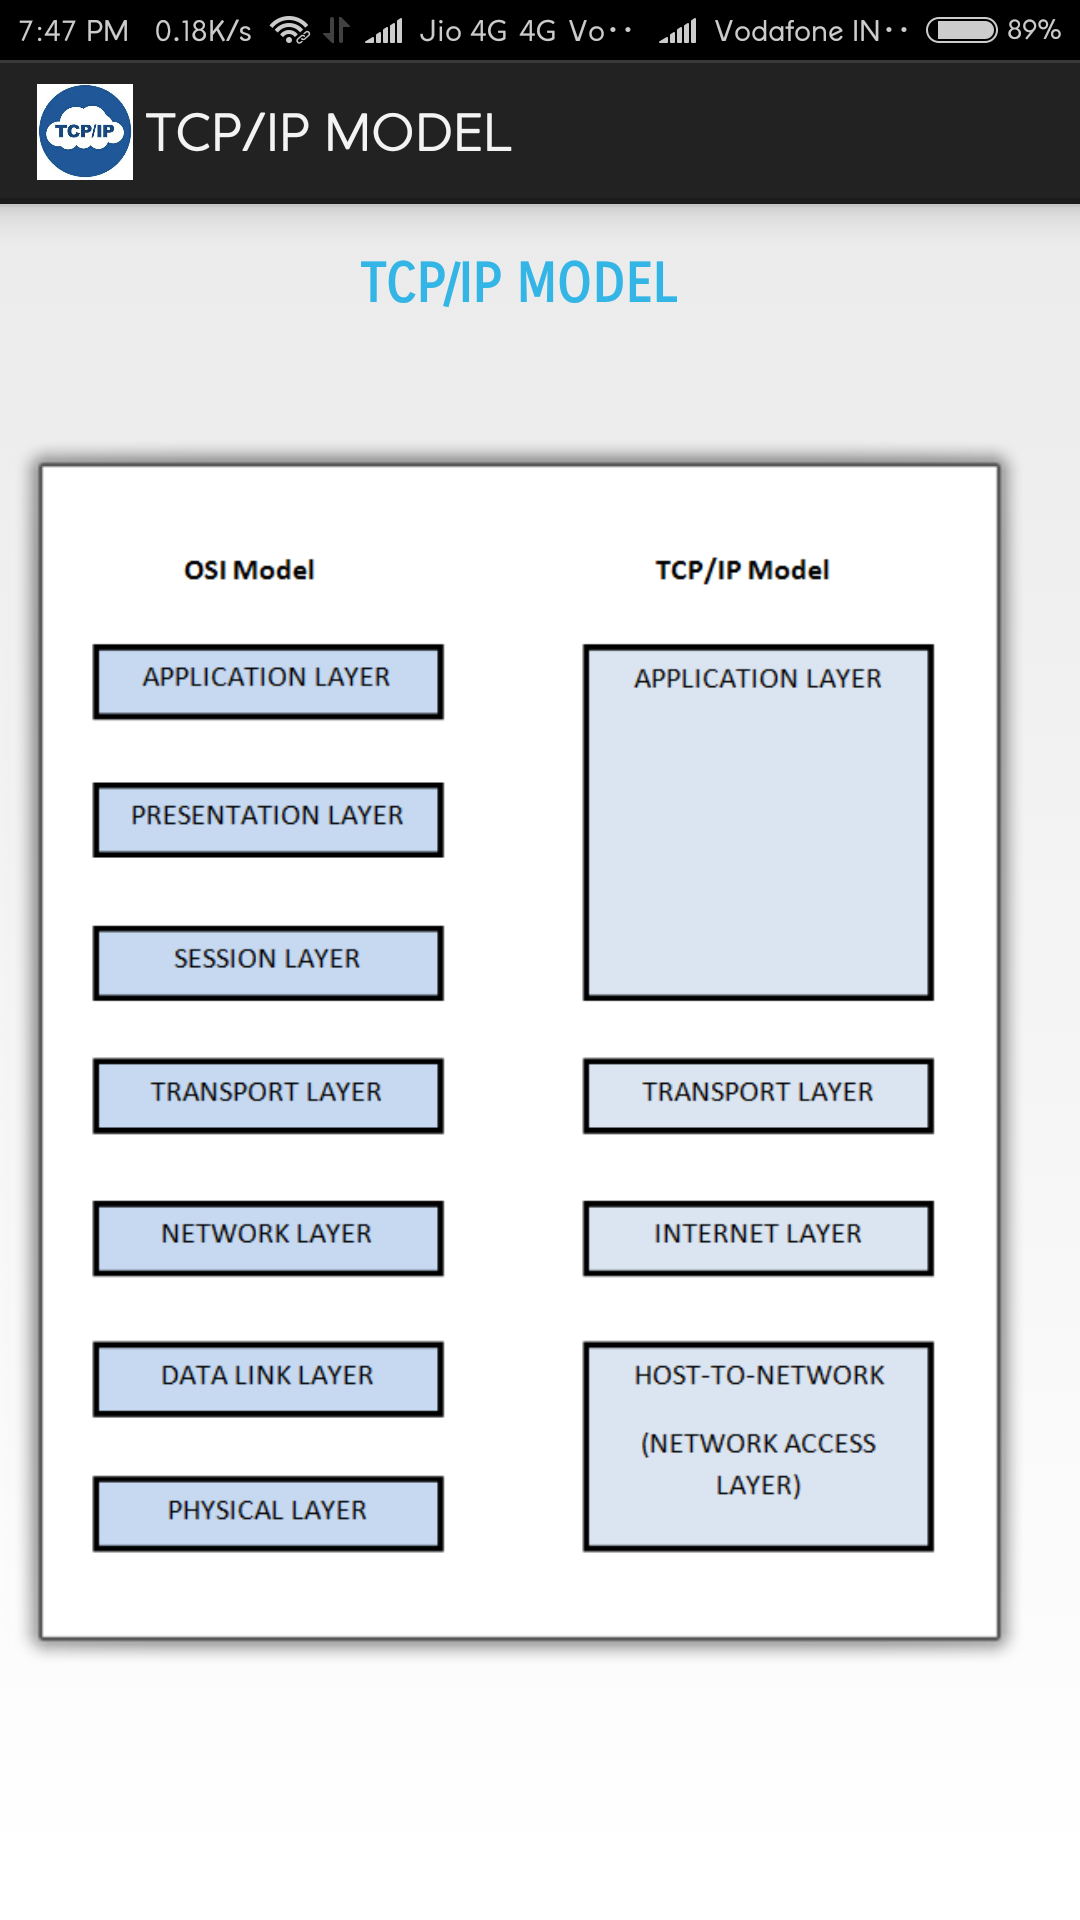 7:47 PM 0.18K/s Jio 4G 4G Vo·· Vodafone IN·· 89%
TCP/IP TCP/IP MODEL
TCP/IP MODEL
OSI Model
TCP/IP Model
APPLICATION LAYER
APPLICATION LAYER
PRESENTATION LAYER
SESSION LAYER
TRANSPORT LAYER
TRANSPORT LAYER
NETWORK LAYER
INTERNET LAYER
DATA LINK LAYER
HOST-TO-NETWORK
(NETWORK ACCESS
LAYER)
PHYSICAL LAYER